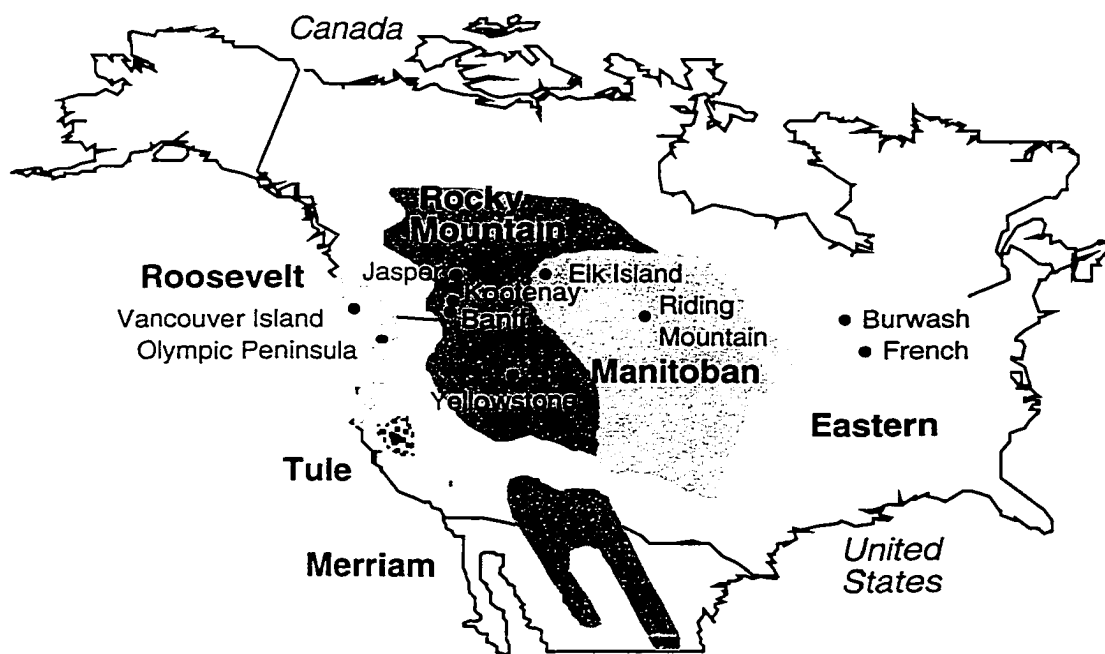 Canada
Rocky
Mountain
Jasper
Elk Island
Roosevelt
Kootenay
Riding
Vancouver Island
Banff
Burwash
Mountain
Olympic Peninsula
French
Manitoban
Yellowstone
Eastern
Tule
United
States
Merriam